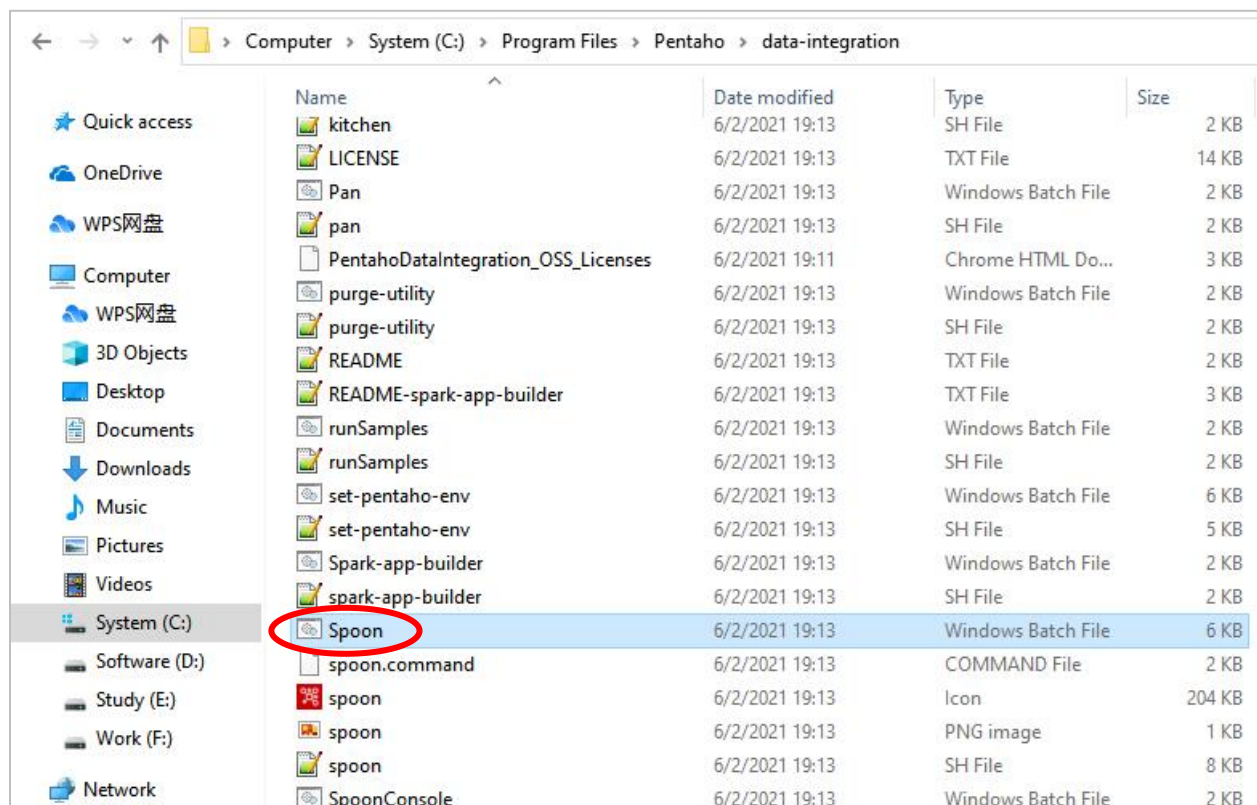 Computer > System (C:) > Program Files > Pentaho > data-integration
Name Date modified Type Size
Quick access
OneDrive
WPS网盘
Computer
WPS网盘
3D Objects
Desktop
Documents
Downloads
Music
Pictures
Videos
System (C:)
Software (D:)
Study (E:)
Work (F:)
Network
kitchen 6/2/2021 19:13 SH File 2 KB
LICENSE 6/2/2021 19:13 TXT File 14 KB
Pan 6/2/2021 19:13 Windows Batch File 2 KB
pan 6/2/2021 19:13 SH File 2 KB
PentahoDataIntegration_OSS_Licenses 6/2/2021 19:11 Chrome HTML Do... 3 KB
purge-utility 6/2/2021 19:13 Windows Batch File 2 KB
purge-utility 6/2/2021 19:13 SH File 2 KB
README 6/2/2021 19:13 TXT File 2 KB
README-spark-app-builder 6/2/2021 19:13 TXT File 3 KB
runSamples 6/2/2021 19:13 Windows Batch File 2 KB
runSamples 6/2/2021 19:13 SH File 2 KB
set-pentaho-env 6/2/2021 19:13 Windows Batch File 6 KB
set-pentaho-env 6/2/2021 19:13 SH File 5 KB
Spark-app-builder 6/2/2021 19:13 Windows Batch File 2 KB
spark-app-builder 6/2/2021 19:13 SH File 2 KB
Spoon 6/2/2021 19:13 Windows Batch File 6 KB
spoon.command 6/2/2021 19:13 COMMAND File 2 KB
spoon 6/2/2021 19:13 Icon 204 KB
spoon 6/2/2021 19:13 PNG image 1 KB
spoon 6/2/2021 19:13 SH File 8 KB
SpoonConsole 6/2/2021 19:13 Windows Batch File 2 KB